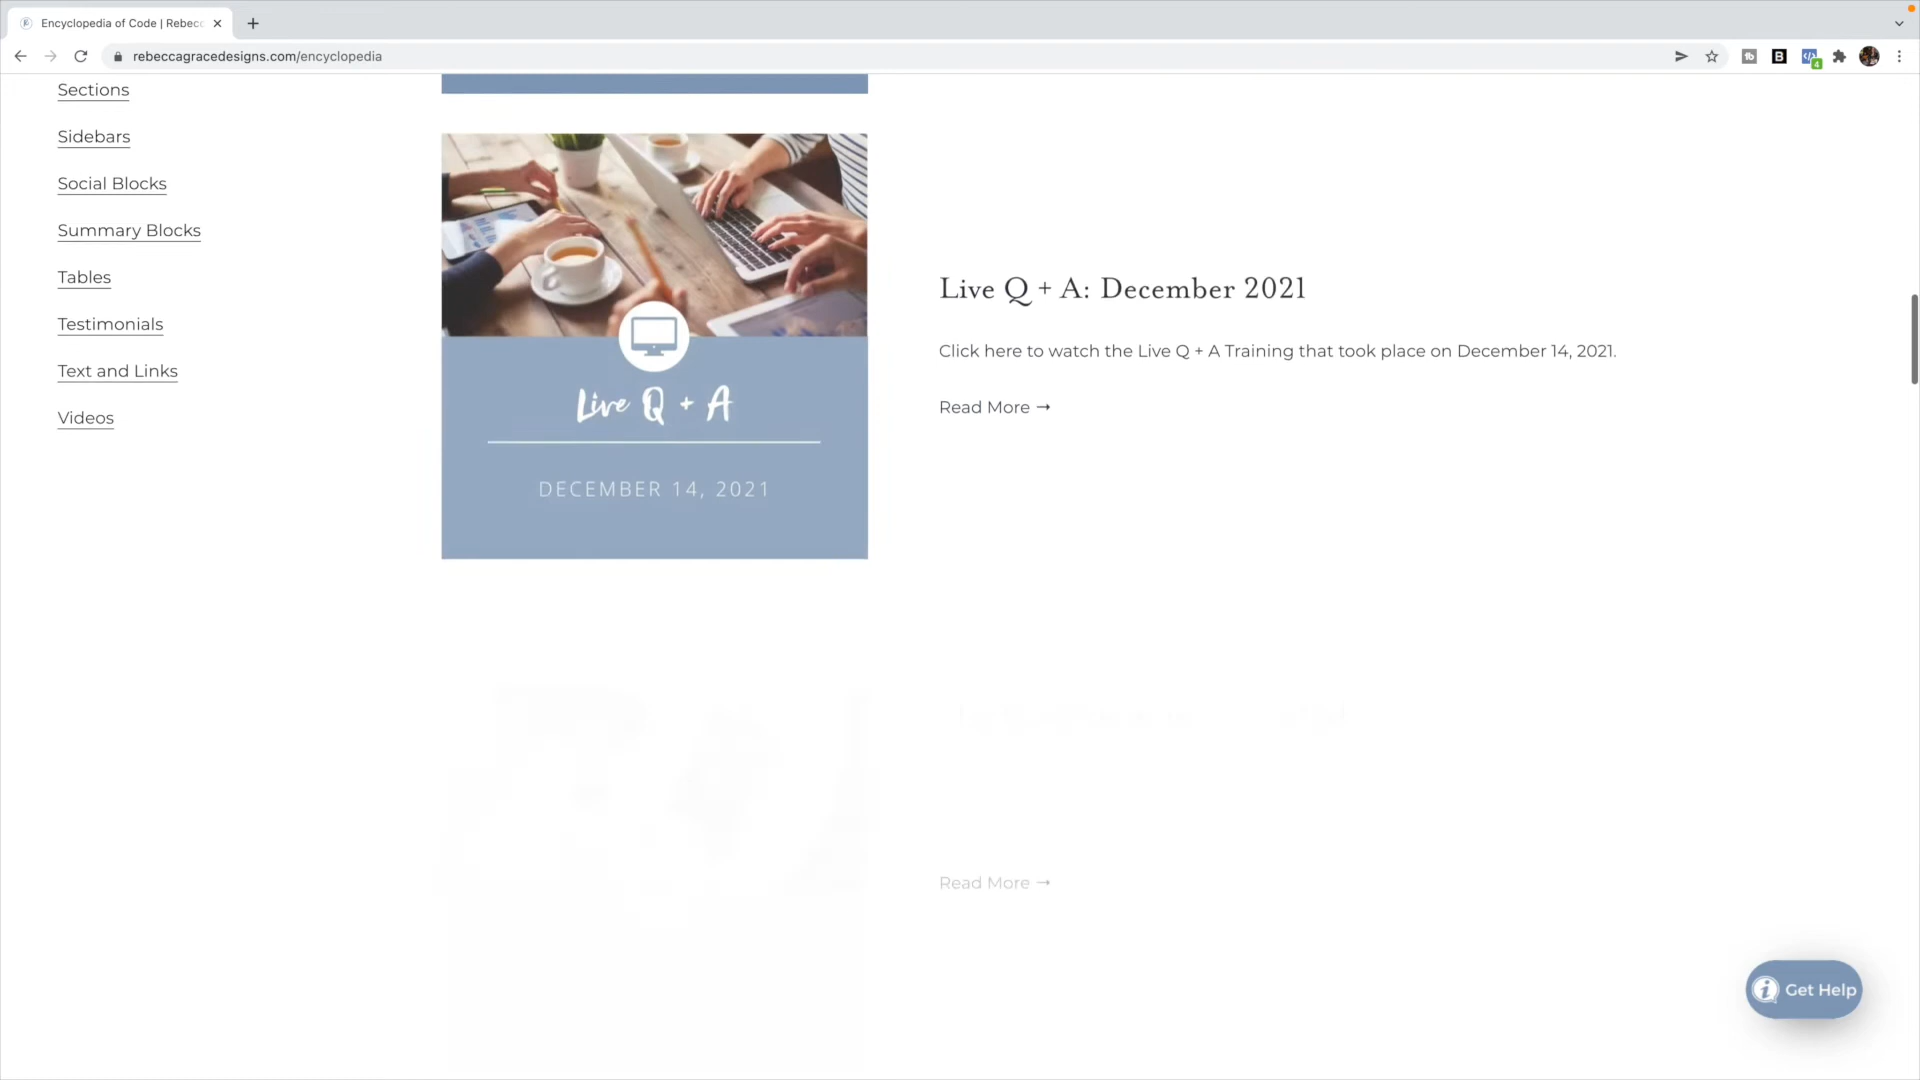 Encyclopedia of Code | Rebecc
rebeccagracedesigns.com/encyclopedia
B
4
Sections
Sidebars
Social Blocks
Summary Blocks
Tables
Testimonials
Text and Links
Videos
Live Q + A
DECEMBER 14, 2021
Live Q + A: December 2021
Click here to watch the Live Q + A Training that took place on December 14, 2021.
Read More →
Read More →
Get Help